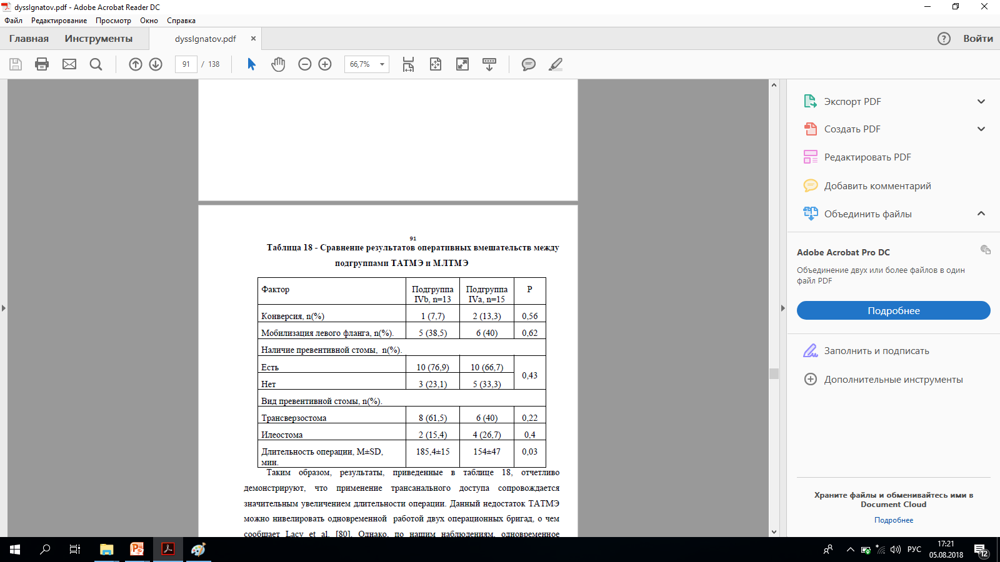 dyssIgnatov.pdf - Adobe Acrobat Reader DC
Файл Редактирование Просмотр Окно Справка
Главная Инструменты dyssIgnatov.pdf × Войти
91 / 138 66,7%
91
Таблица 18 - Сравнение результатов оперативных вмешательств между
подгруппами ТАТМЭ и МЛТМЭ
Фактор Подгруппа IVb, n=13 Подгруппа IVa, n=15 P
Конверсия, n(%) 1 (7,7) 2 (13,3) 0,56
Мобилизация левого фланга, n(%). 5 (38,5) 6 (40) 0,62
Наличие превентивной стомы, n(%).
Есть 10 (76,9) 10 (66,7) 0,43
Нет 3 (23,1) 5 (33,3)
Вид превентивной стомы, n(%).
Трансверзостома 8 (61,5) 6 (40) 0,22
Илеостома 2 (15,4) 4 (26,7) 0,4
Длительность операции, M±SD, 185,4±15 154±47 0,03
мин.
Таким образом, результаты, приведенные в таблице 18, отчетливо
демонстрируют, что применение трансанального доступа сопровождается
значительным увеличением длительности операции. Данный недостаток ТАТМЭ
можно нивелировать одновременной работой двух операционных бригад, о чем
сообщает Lacy et al. [80]. Однако, по нашим наблюдениям, одновременное
Экспорт PDF
Создать PDF
Редактировать PDF
Добавить комментарий
Объединить файлы
Adobe Acrobat Pro DC
Объединение двух или более файлов в один
файл PDF
Подробнее
Заполнить и подписать
Дополнительные инструменты
Храните файлы и обменивайтесь ими в
Document Cloud
Подробнее
РУС
17:21
05.08.2018
12